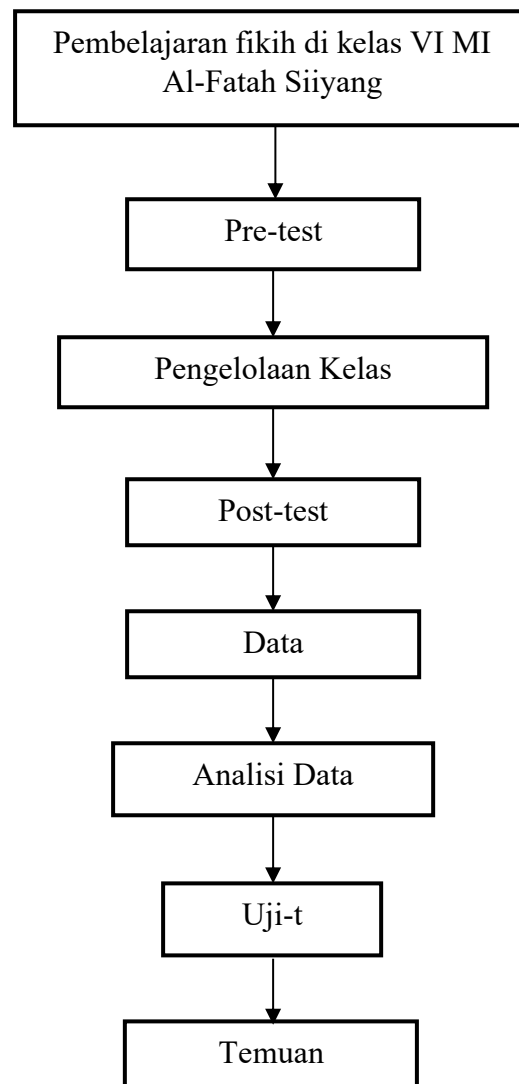 Pembelajaran fikih di kelas VI MI
Al-Fatah Siiyang
Pre-test
Pengelolaan Kelas
Post-test
Data
Analisi Data
Uji-t
Temuan